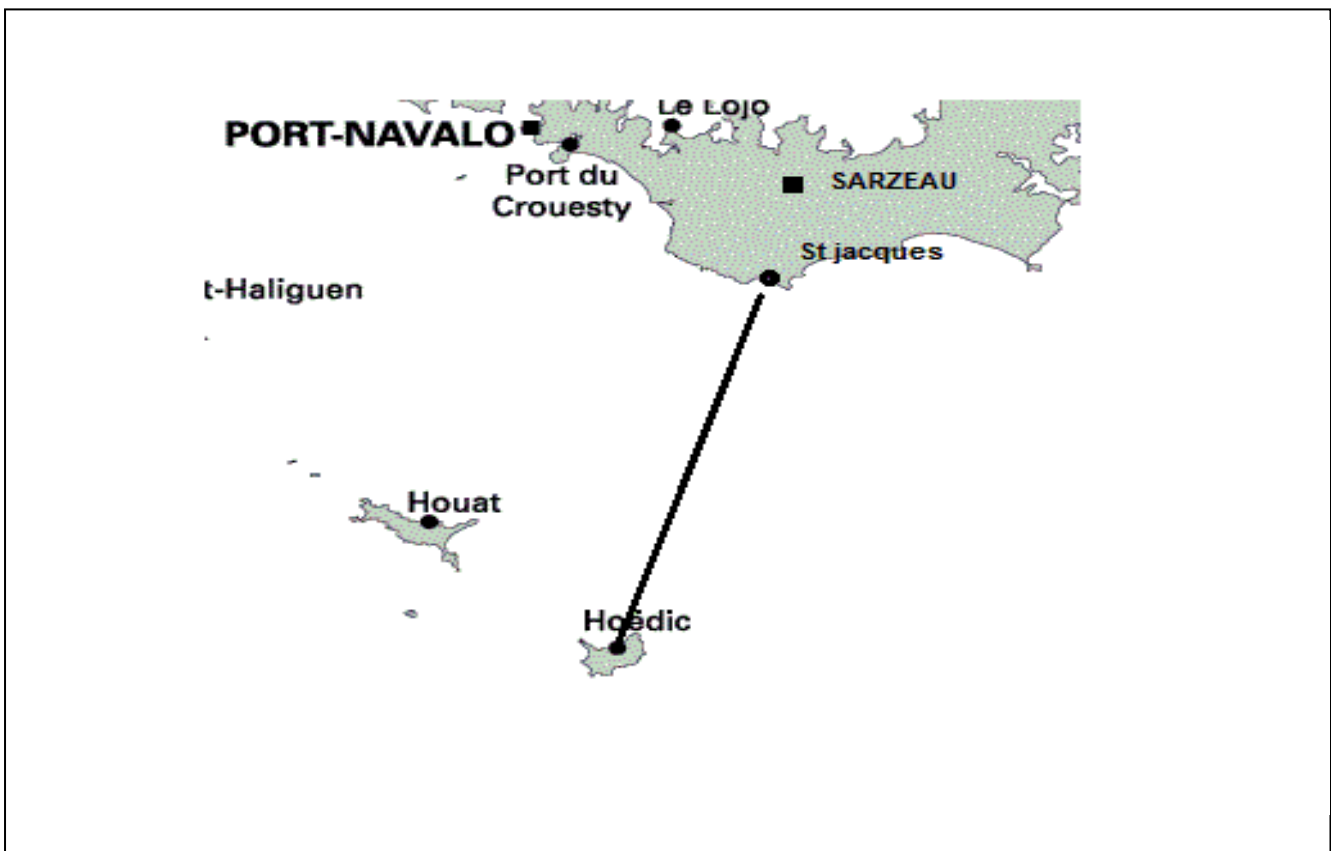 Le Lojo
PORT-NAVALO
Port du
Crouesty
SARZEAU
St jacques
t-Haliguen
Houat
Hoëdic